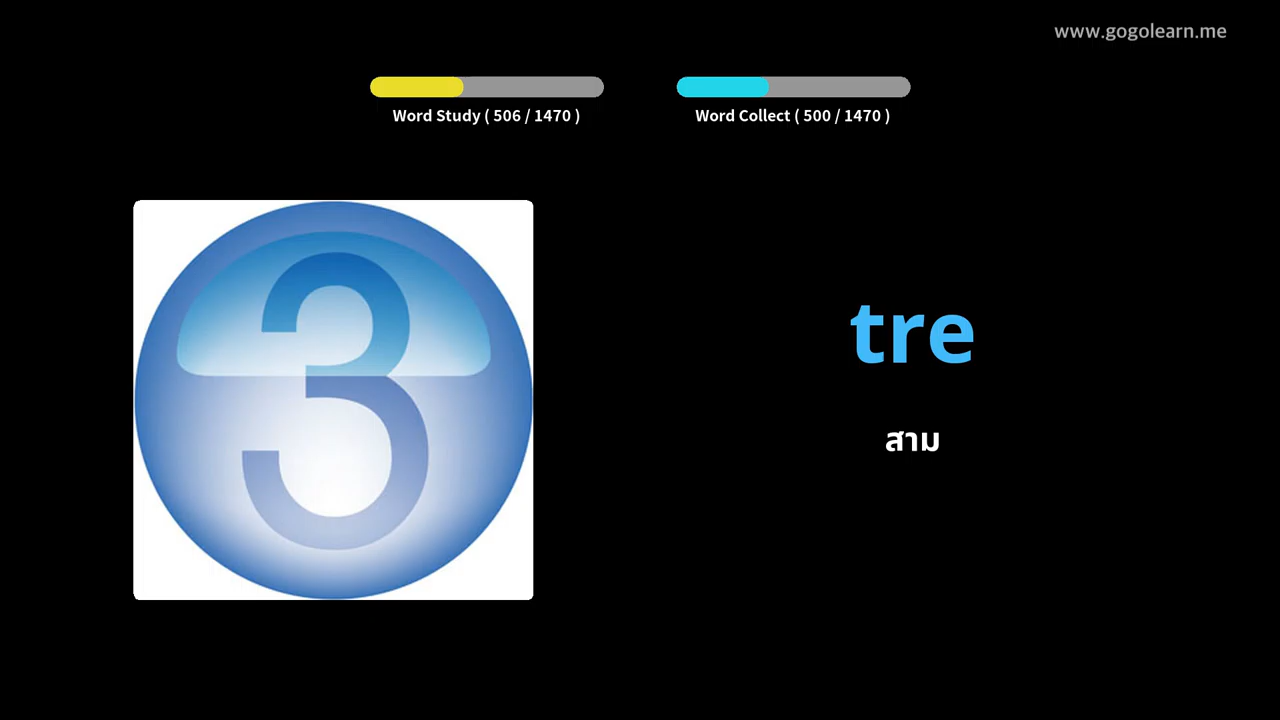 www.gogolearn.me
Word Study ( 506 / 1470 )
Word Collect ( 500 / 1470 )
3
tre
สาม